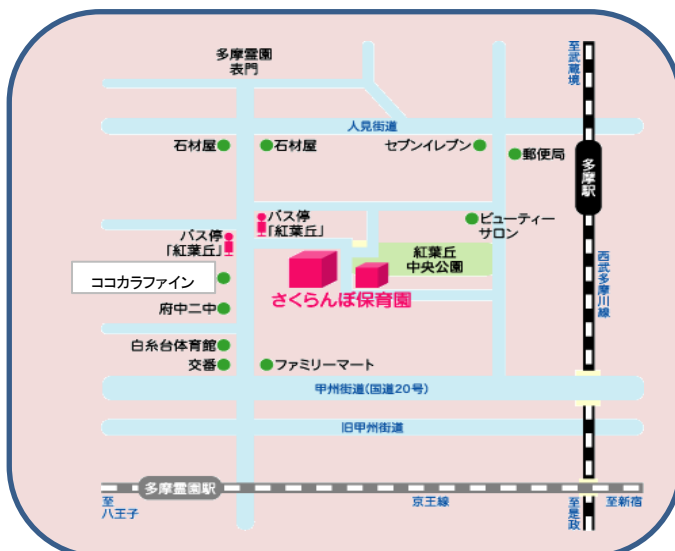 多摩霊園
表門
至武蔵境
人見街道
石材屋
石材屋
セブンイレブン
郵便局
多摩駅
バス停
「紅葉丘」
ビューティー
サロン
バス停
「紅葉丘」
紅葉丘
中央公園
西武多摩川線
ココカラファイン
さくらんぼ保育園
府中二中
白糸台体育館
交番
ファミリーマート
甲州街道(国道20号)
旧甲州街道
多摩霊園駅
至
八王子
京王線
至是政
至新宿